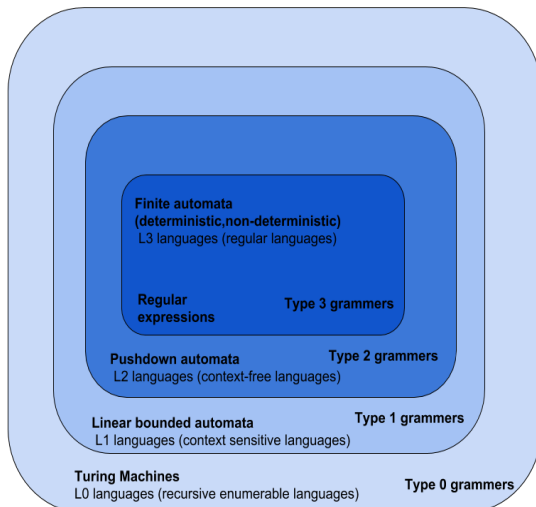 Finite automata
(deterministic,non-deterministic)
L3 languages (regular languages)
Regular
expressions
Type 3 grammers
Pushdown automata
Type 2 grammers
L2 languages (context-free languages)
Linear bounded automata
Type 1 grammers
L1 languages (context sensitive languages)
Turing Machines
L0 languages (recursive enumerable languages)
Type 0 grammers